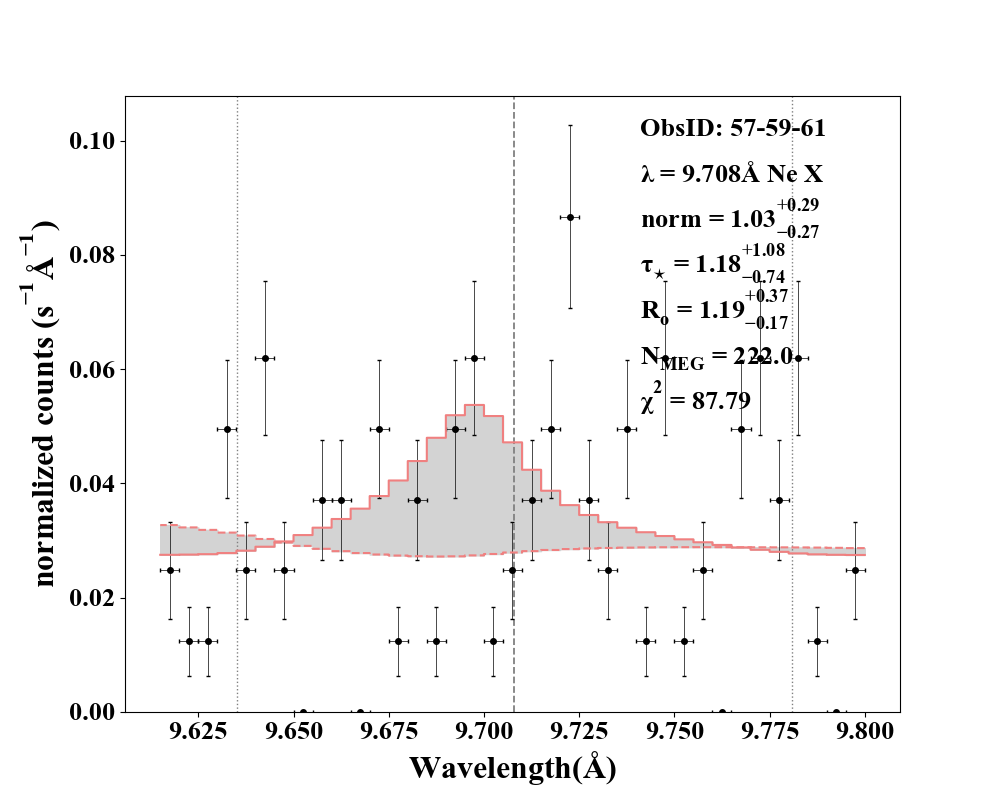 ObsID: 57-59-61
λ = 9.708Å Ne X
norm = 1.03 +0.29 −0.27
τ⋆ = 1.18 +1.08 −0.74
Ro = 1.19 +0.37 −0.17
NMEG = 222.0
χ2 = 87.79
normalized counts (s−1 Å−1)
0.10
0.08
0.06
0.04
0.02
0.00
9.625 9.650 9.675 9.700 9.725 9.750 9.775 9.800
Wavelength(Å)